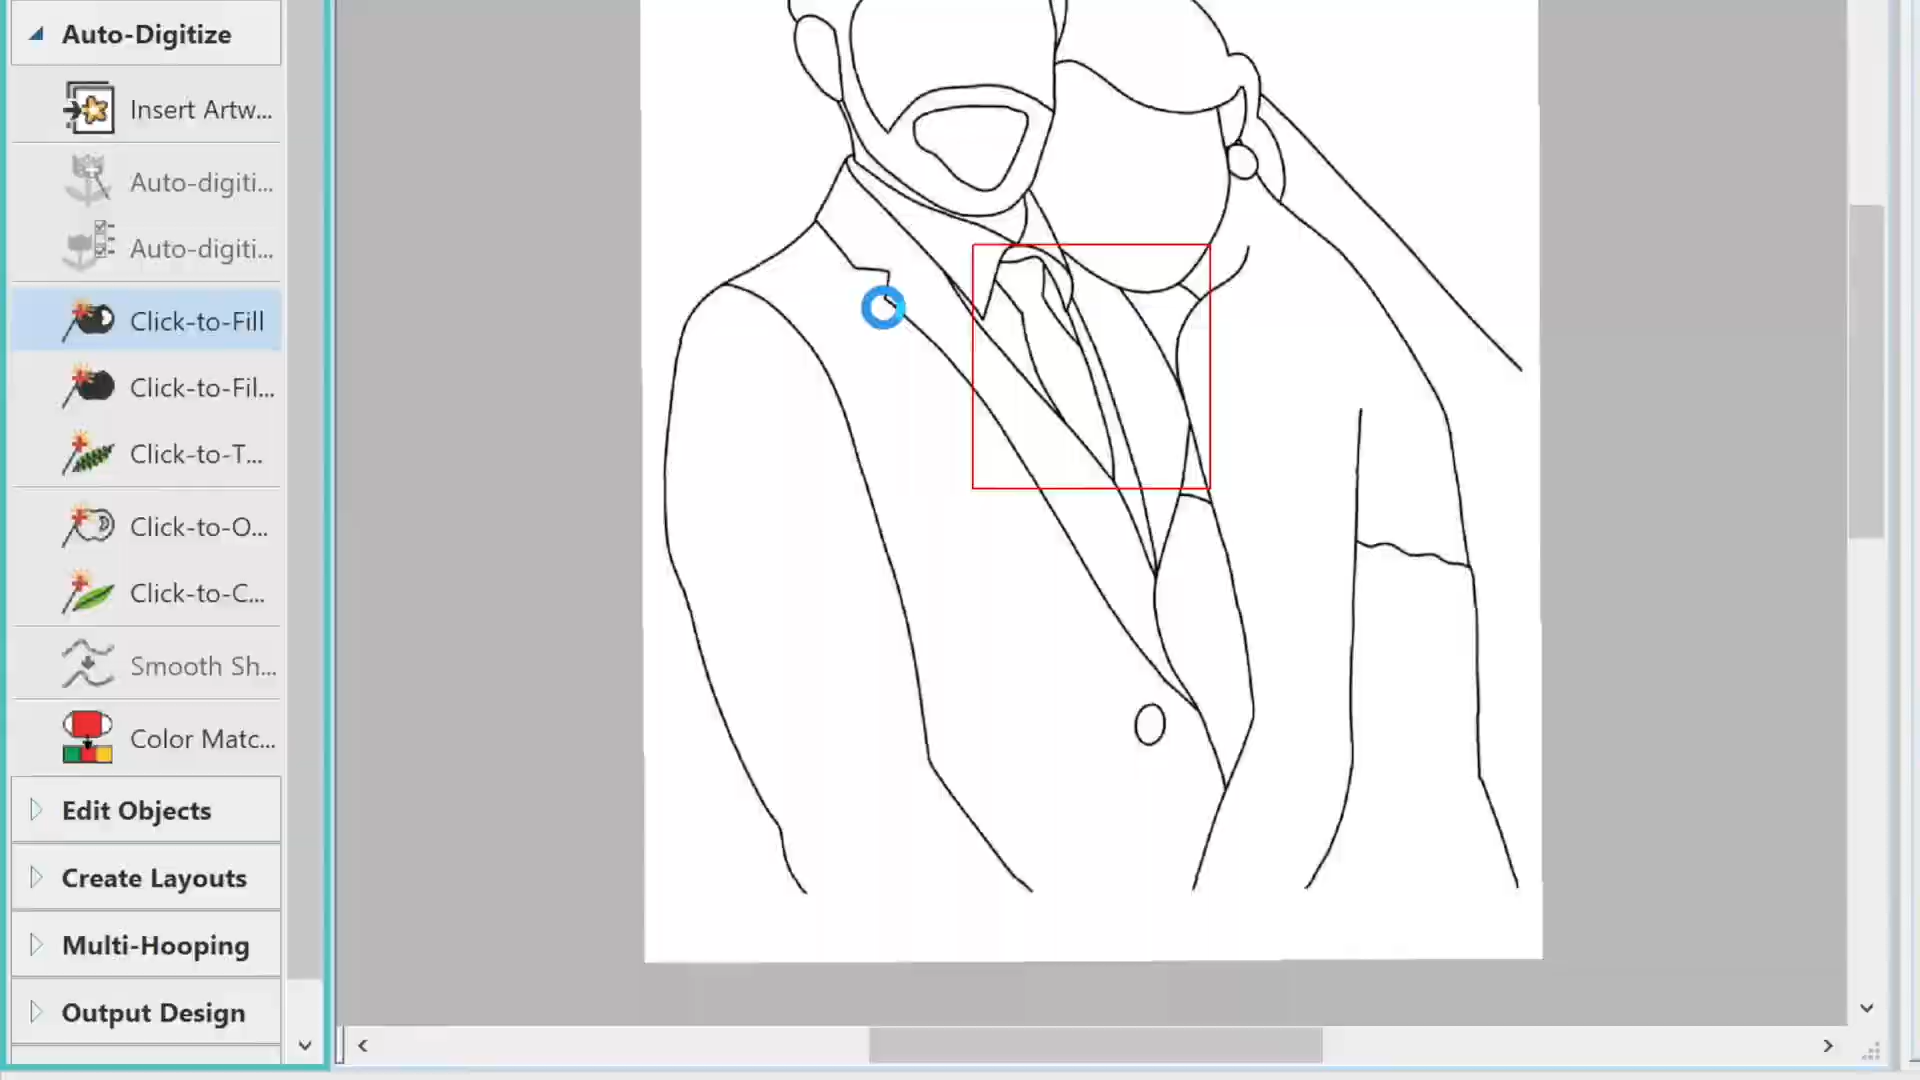 Auto-Digitize
Insert Artw...
Auto-digiti...
Auto-digiti...
Click-to-Fill
Click-to-Fil...
Click-to-T...
Click-to-O...
Click-to-C...
Smooth Sh...
Color Matc...
Edit Objects
Create Layouts
Multi-Hooping
Output Design